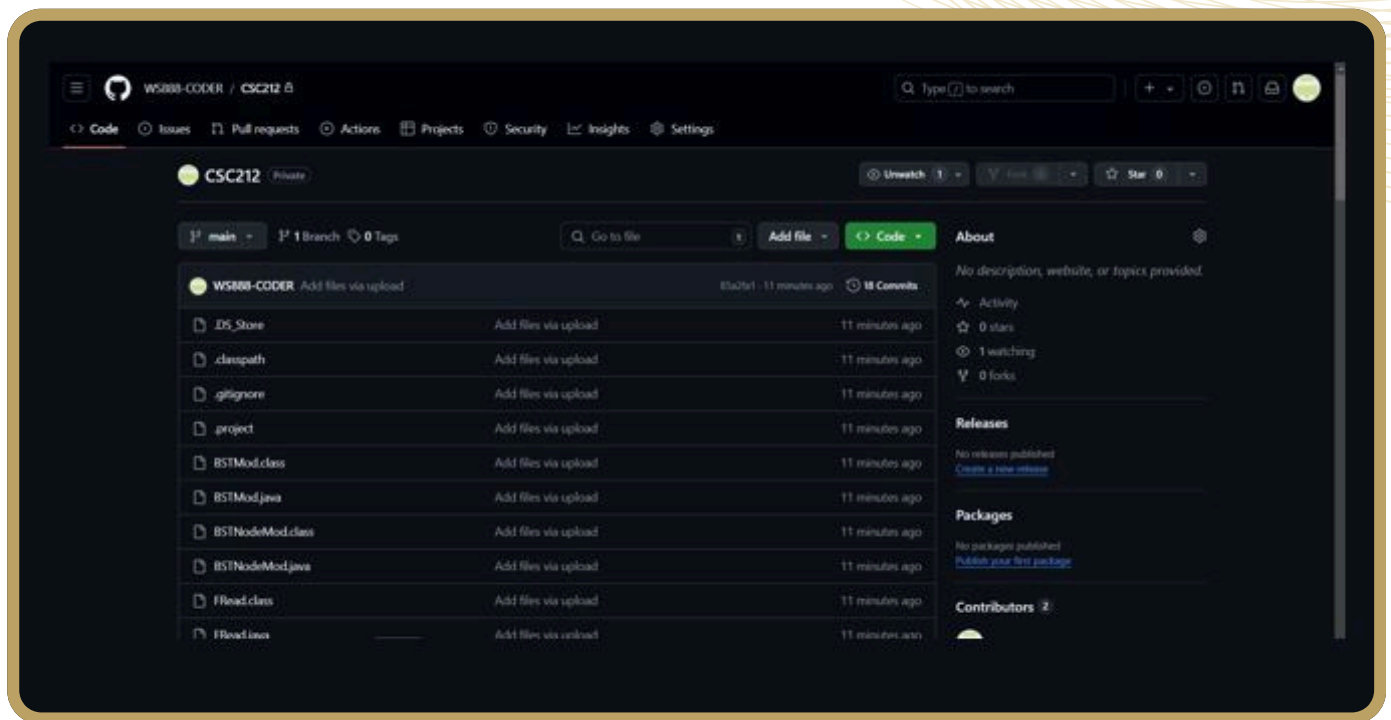 WS888-CODER / CSC212
Type / to search
Code Issues Pull requests Actions Projects Security Insights Settings
CSC212 Private
Unwatch 1
Star 0
main 1 Branch 0 Tags
Go to file t
Add file
Code
WS888-CODER Add files via upload 11 minutes ago 18 Commits
.DS_Store Add files via upload 11 minutes ago
.classpath Add files via upload 11 minutes ago
.gitignore Add files via upload 11 minutes ago
.project Add files via upload 11 minutes ago
BSTMod.class Add files via upload 11 minutes ago
BSTMod.java Add files via upload 11 minutes ago
BSTNodeMod.class Add files via upload 11 minutes ago
BSTNodeMod.java Add files via upload 11 minutes ago
FRead.class Add files via upload 11 minutes ago
FRead.java Add files via upload 11 minutes ago
About
No description, website, or topics provided.
Activity
0 stars
1 watching
0 forks
Releases
No releases published
Create a new release
Packages
No packages published
Publish your first package
Contributors 2